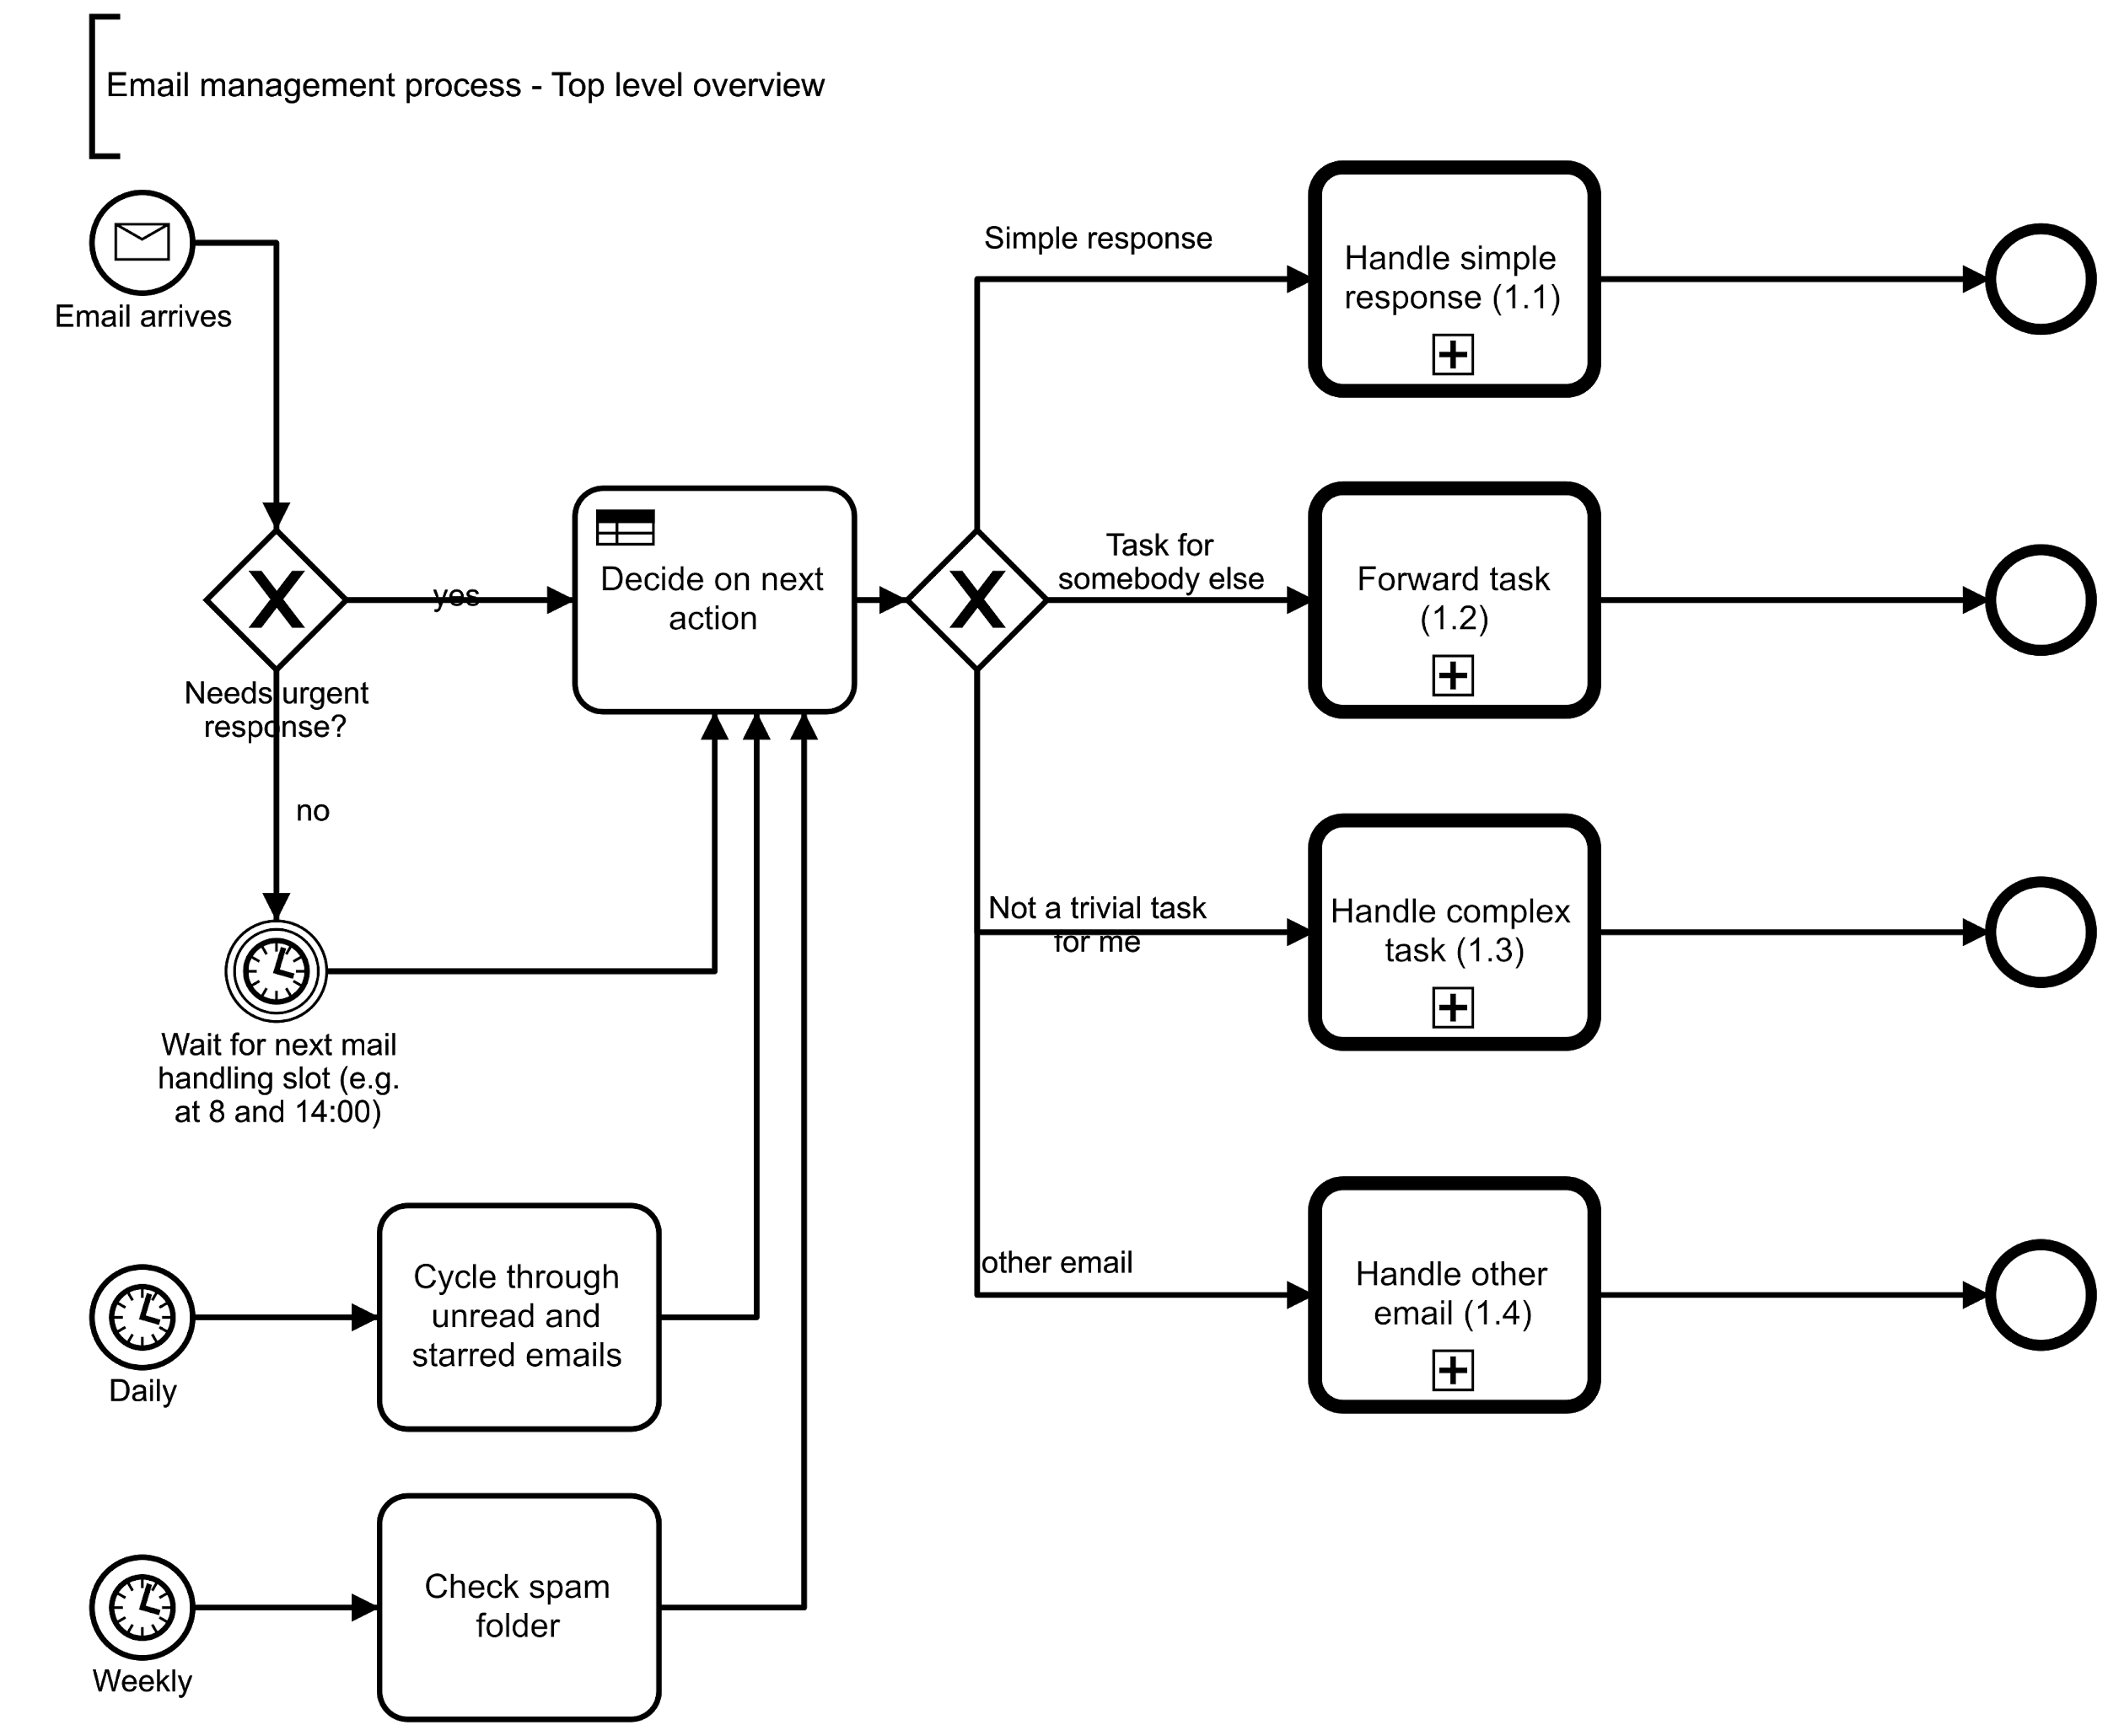 Email management process - Top level overview
Email arrives
Simple response
Handle simple
response (1.1)
yes
Needs urgent
response?
Decide on next
action
Task for
somebody else
Forward task
(1.2)
no
Not a trivial task
for me
Handle complex
task (1.3)
Wait for next mail
handling slot (e.g.
at 8 and 14:00)
other email
Handle other
email (1.4)
Daily
Cycle through
unread and
starred emails
Weekly
Check spam
folder